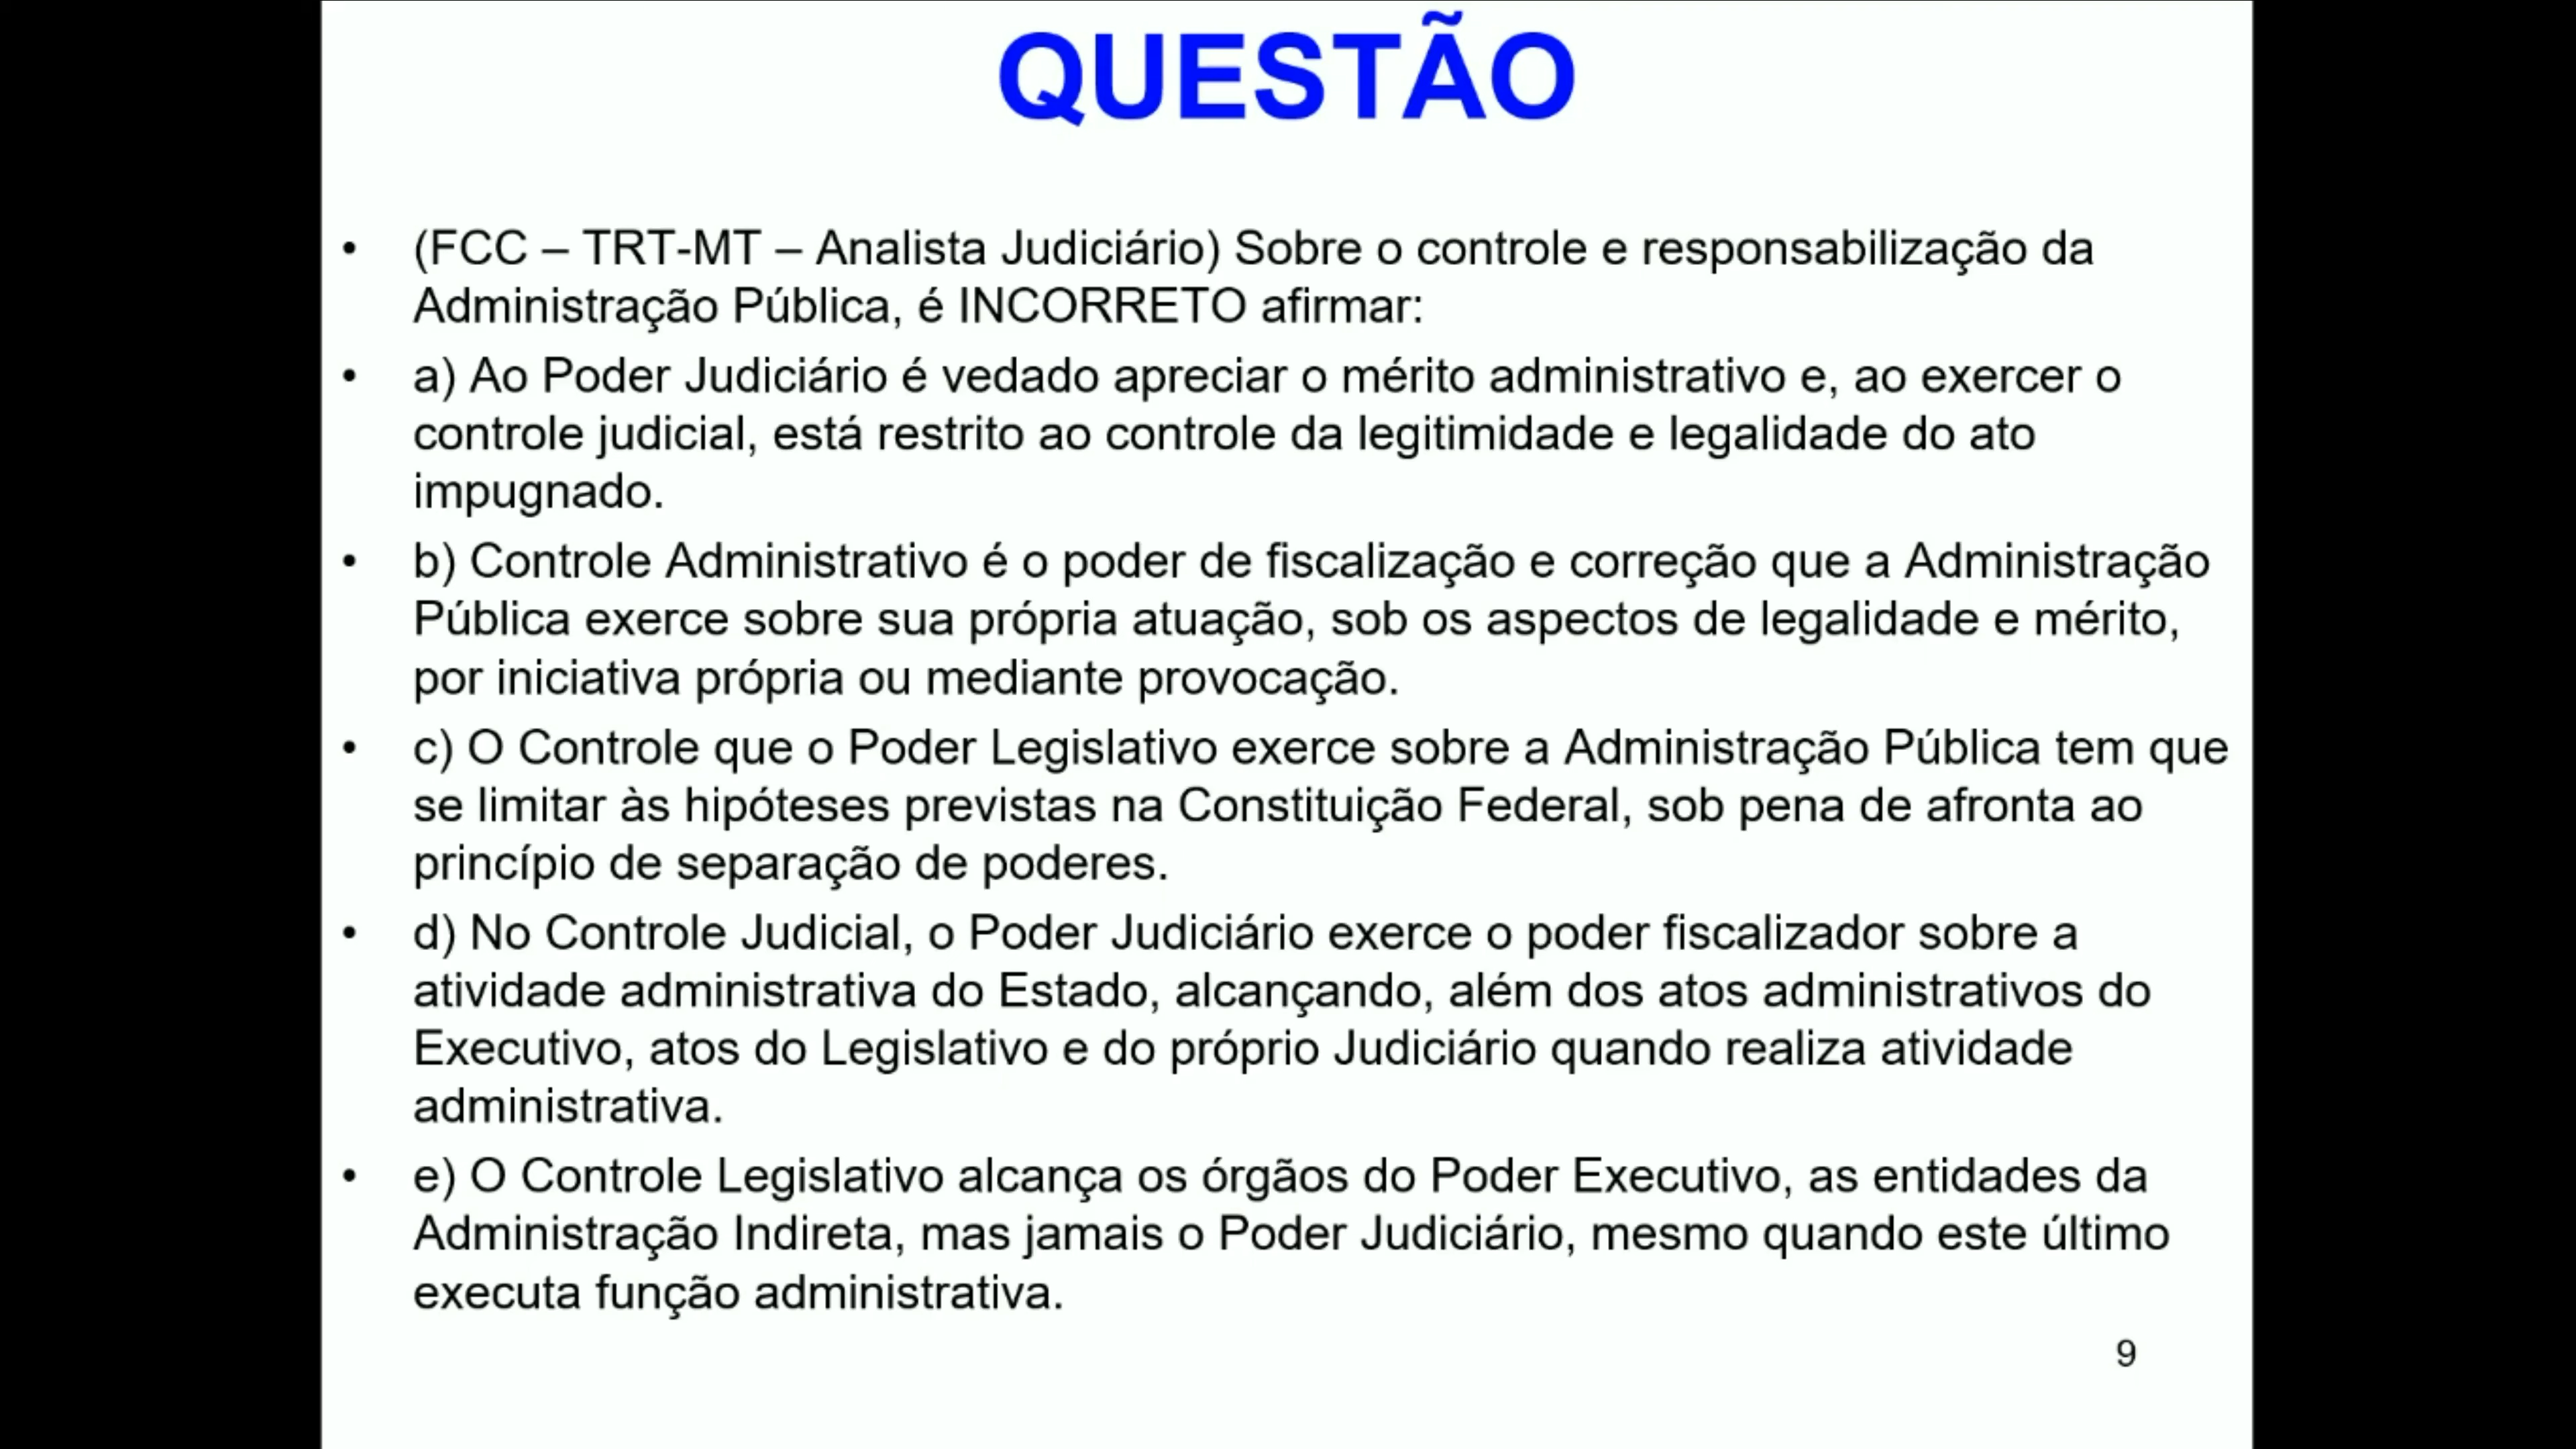 QUESTÃO
• (FCC – TRT-MT – Analista Judiciário) Sobre o controle e responsabilização da
Administração Pública, é INCORRETO afirmar:
• a) Ao Poder Judiciário é vedado apreciar o mérito administrativo e, ao exercer o
controle judicial, está restrito ao controle da legitimidade e legalidade do ato
impugnado.
• b) Controle Administrativo é o poder de fiscalização e correção que a Administração
Pública exerce sobre sua própria atuação, sob os aspectos de legalidade e mérito,
por iniciativa própria ou mediante provocação.
• c) O Controle que o Poder Legislativo exerce sobre a Administração Pública tem que
se limitar às hipóteses previstas na Constituição Federal, sob pena de afronta ao
princípio de separação de poderes.
• d) No Controle Judicial, o Poder Judiciário exerce o poder fiscalizador sobre a
atividade administrativa do Estado, alcançando, além dos atos administrativos do
Executivo, atos do Legislativo e do próprio Judiciário quando realiza atividade
administrativa.
• e) O Controle Legislativo alcança os órgãos do Poder Executivo, as entidades da
Administração Indireta, mas jamais o Poder Judiciário, mesmo quando este último
executa função administrativa.
9